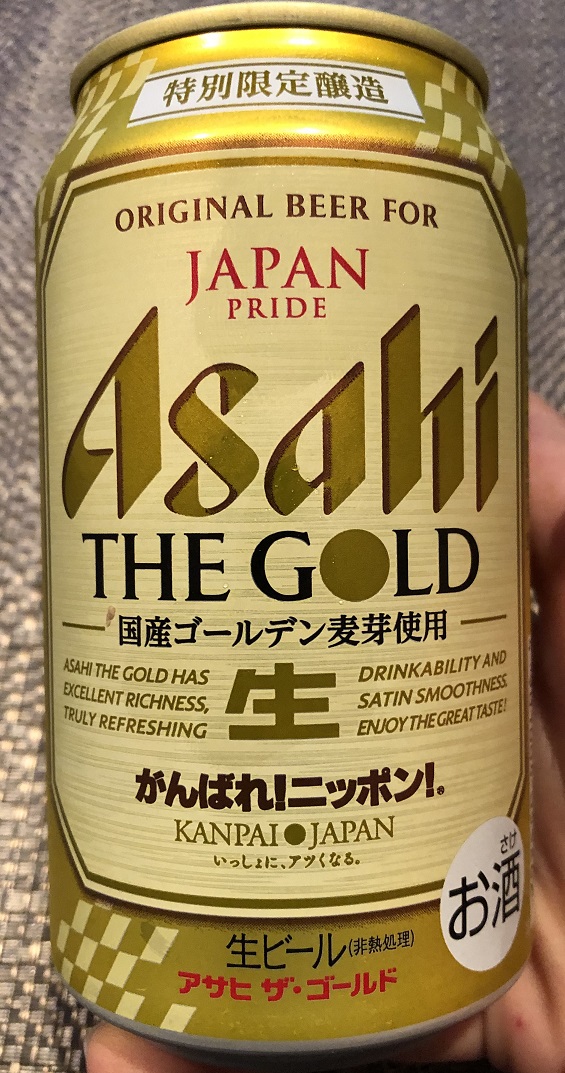 特別限定醸造
ORIGINAL BEER FOR
JAPAN
PRIDE
Asahi
THE GOLD
国産ゴールデン麦芽使用
ASAHI THE GOLD HAS
EXCELLENT RICHNESS,
TRULY REFRESHING
生
DRINKABILITY AND
SATIN SMOOTHNESS.
ENJOY THE GREAT TASTE!
がんばれ!ニッポン!®
KANPAI●JAPAN
いっしょに、アツくなる。
さけ
お酒
生ビール(非熱処理)
アサヒ ザ・ゴールド